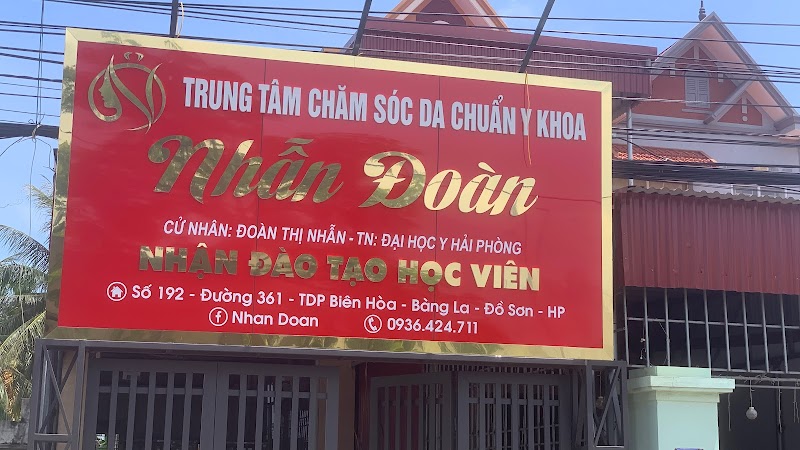 TRUNG TÂM CHĂM SÓC DA CHUẨN Y KHOA
Nhẫn Đoàn
CỬ NHÂN: ĐOÀN THỊ NHẪN - TN: ĐẠI HỌC Y HẢI PHÒNG
NHẬN ĐÀO TẠO HỌC VIÊN
Số 192 - Đường 361 - TDP Biên Hòa - Bàng La - Đồ Sơn - HP
Nhan Doan 0936.424.711